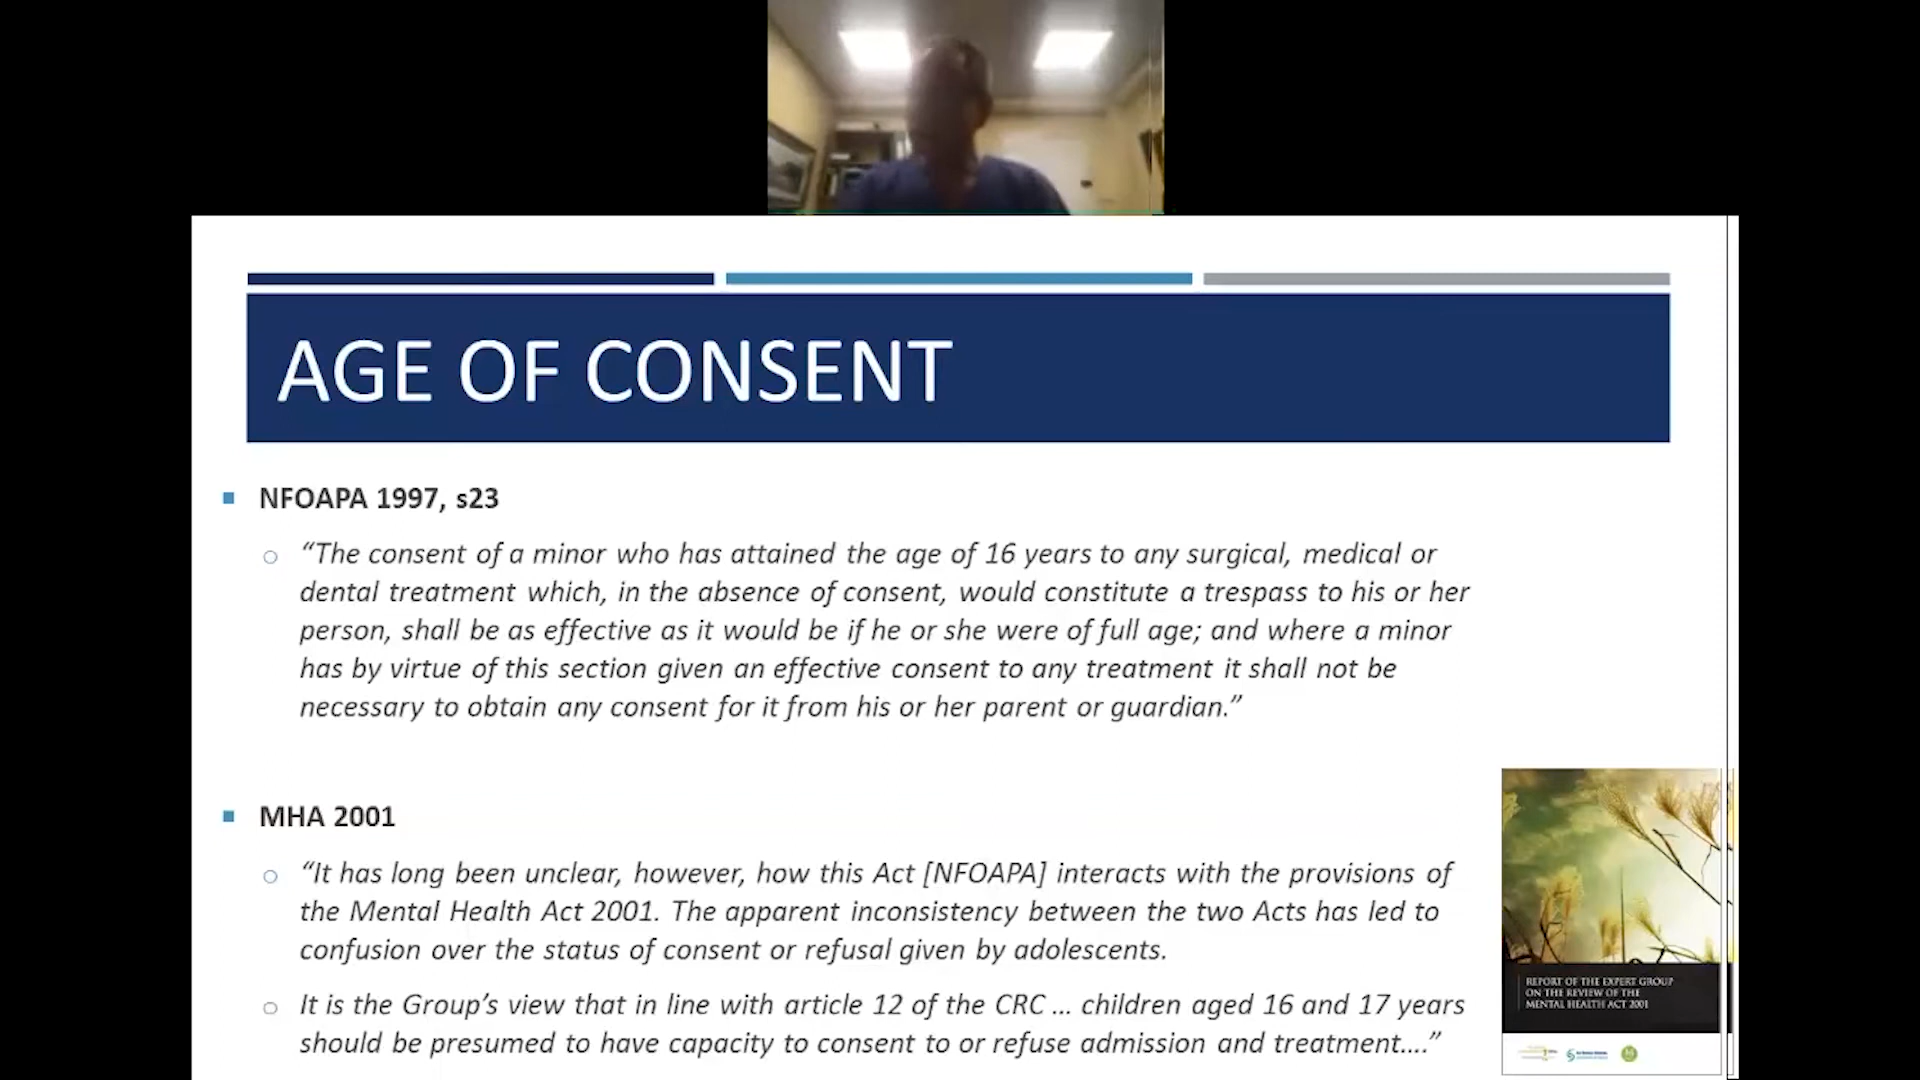 AGE OF CONSENT
NFOAPA 1997, s23
“The consent of a minor who has attained the age of 16 years to any surgical, medical or
dental treatment which, in the absence of consent, would constitute a trespass to his or her
person, shall be as effective as it would be if he or she were of full age; and where a minor
has by virtue of this section given an effective consent to any treatment it shall not be
necessary to obtain any consent for it from his or her parent or guardian.”
MHA 2001
“It has long been unclear, however, how this Act [NFOAPA] interacts with the provisions of
the Mental Health Act 2001. The apparent inconsistency between the two Acts has led to
confusion over the status of consent or refusal given by adolescents.
It is the Group’s view that in line with article 12 of the CRC … children aged 16 and 17 years
should be presumed to have capacity to consent to or refuse admission and treatment….”
REPORT OF THE EXPERT GROUP
ON THE REVIEW OF THE
MENTAL HEALTH ACT 2001